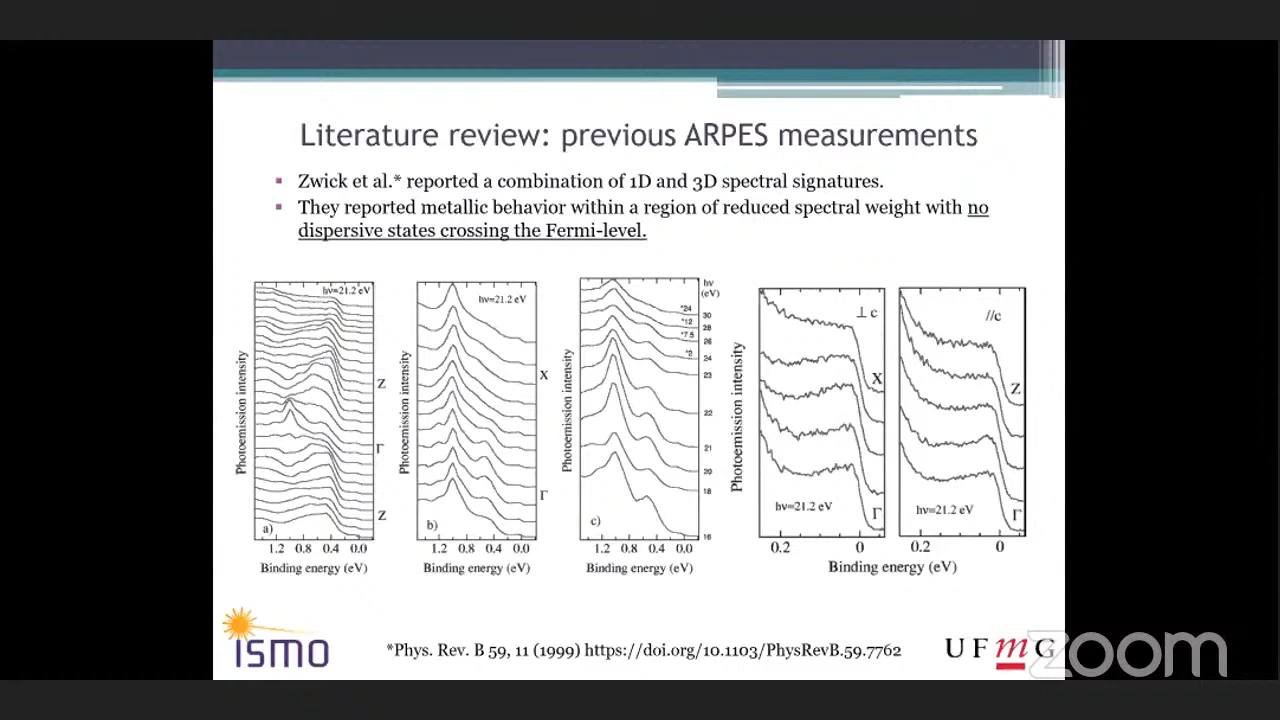 Literature review: previous ARPES measurements
▪ Zwick et al.* reported a combination of 1D and 3D spectral signatures.
▪ They reported metallic behavior within a region of reduced spectral weight with no
dispersive states crossing the Fermi-level.
hν=21.2 eV
Z
Γ
Z
a)
Photoemission intensity
1.2 0.8 0.4 0.0
Binding energy (eV)
hν=21.2 eV
X
Γ
b)
Photoemission intensity
1.2 0.8 0.4 0.0
Binding energy (eV)
hν
(eV)
*24
30
*12
28
*7.5
26
*2
24
23
22
21
20
18
16
c)
Photoemission intensity
1.2 0.8 0.4 0.0
Binding energy (eV)
⊥ c
X
Γ
hν=21.2 eV
Photoemission intensity
0.2 0
//c
Z
Γ
hν=21.2 eV
0.2 0
Binding energy (eV)
ISMO
*Phys. Rev. B 59, 11 (1999) https://doi.org/10.1103/PhysRevB.59.7762
UFmG
zoom